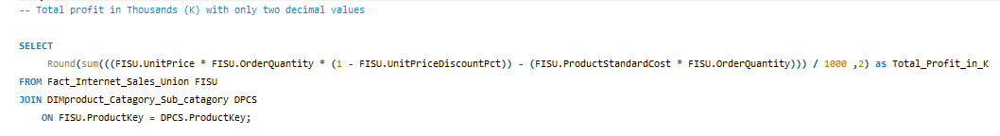 -- Total profit in Thousands (K) with only two decimal values
SELECT
Round(sum(((FISU.UnitPrice * FISU.OrderQuantity * (1 - FISU.UnitPriceDiscountPct)) - (FISU.ProductStandardCost * FISU.OrderQuantity))) / 1000 ,2) as Total_Profit_in_K
FROM Fact_Internet_Sales_Union FISU
JOIN DIMproduct_Catagory_Sub_catagory DPCS
ON FISU.ProductKey = DPCS.ProductKey;